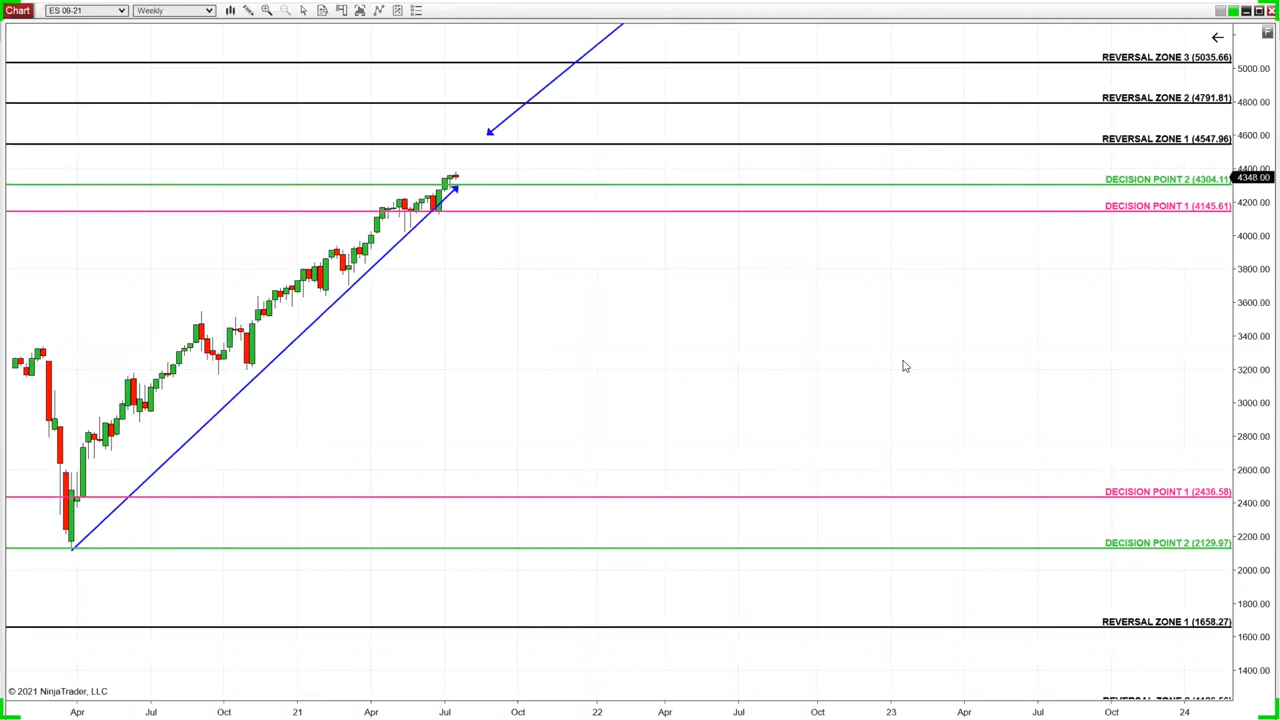 Chart ES 09-21 Weekly
F
REVERSAL ZONE 3 (5035.66)
5000.00
REVERSAL ZONE 2 (4791.81)
4800.00
4600.00
REVERSAL ZONE 1 (4547.96)
4400.00
DECISION POINT 2 (4304.11)
4348.00
4200.00
DECISION POINT 1 (4145.61)
4000.00
3800.00
3600.00
3400.00
3200.00
3000.00
2800.00
2600.00
DECISION POINT 1 (2436.58)
2400.00
2200.00
DECISION POINT 2 (2129.97)
2000.00
1800.00
REVERSAL ZONE 1 (1658.27)
1600.00
1400.00
© 2021 NinjaTrader, LLC
Apr Jul Oct 21 Apr Jul Oct 22 Apr Jul Oct 23 Apr Jul Oct 24